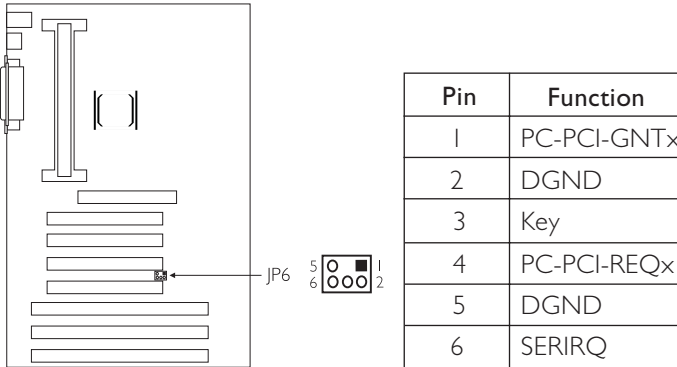 JP6
5 1
6 2
Pin Function
1 PC-PCI-GNTx
2 DGND
3 Key
4 PC-PCI-REQx
5 DGND
6 SERIRQ